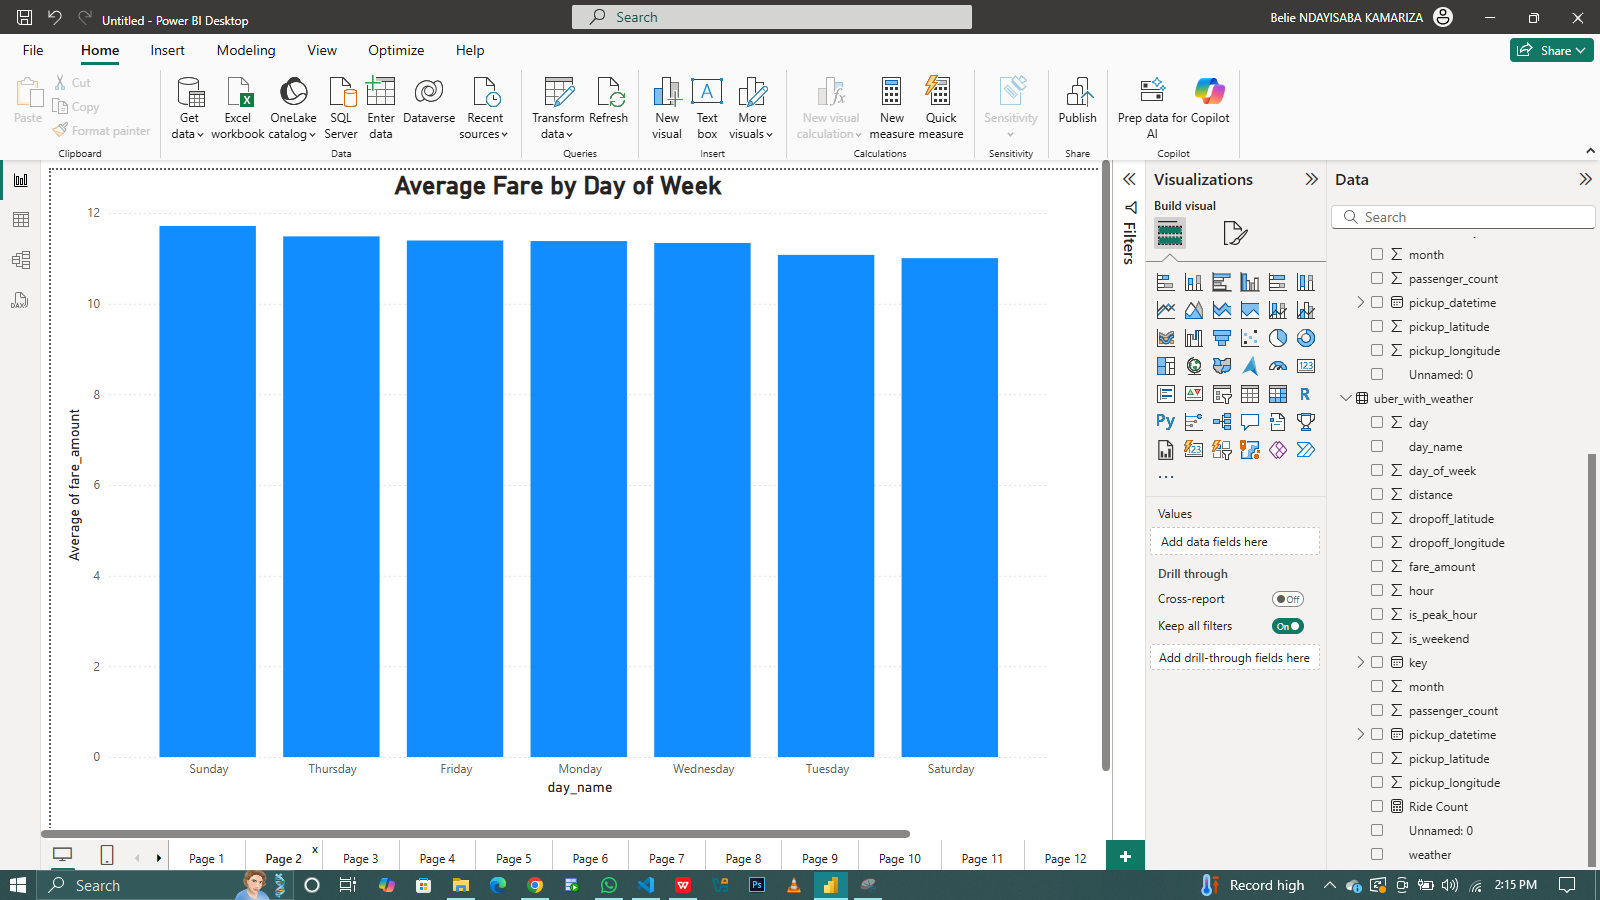 Untitled - Power BI Desktop
Search
Belie NDAYISABA KAMARIZA
File
Home
Insert
Modeling
View
Optimize
Help
Share
Paste
Cut
Copy
Format painter
Clipboard
Get data
Excel workbook
OneLake catalog
SQL Server
Enter data
Dataverse
Recent sources
Data
Transform data
Refresh
Queries
New visual
Text box
More visuals
Insert
New visual calculation
New measure
Quick measure
Calculations
Sensitivity
Sensitivity
Publish
Share
Prep data for AI
Copilot
Copilot
Average Fare by Day of Week
12
10
8
6
4
2
0
Average of fare_amount
Sunday
Thursday
Friday
Monday
Wednesday
Tuesday
Saturday
day_name
Filters
Visualizations
Build visual
123
R
Py
123
...
Values
Add data fields here
Drill through
Cross-report
Off
Keep all filters
On
Add drill-through fields here
Data
Search
month
passenger_count
pickup_datetime
pickup_latitude
pickup_longitude
Unnamed: 0
uber_with_weather
day
day_name
day_of_week
distance
dropoff_latitude
dropoff_longitude
fare_amount
hour
is_peak_hour
is_weekend
key
month
passenger_count
pickup_datetime
pickup_latitude
pickup_longitude
Ride Count
Unnamed: 0
weather
Page 1
Page 2
x
Page 3
Page 4
Page 5
Page 6
Page 7
Page 8
Page 9
Page 10
Page 11
Page 12
+
Search
Ps
Record high
2:15 PM